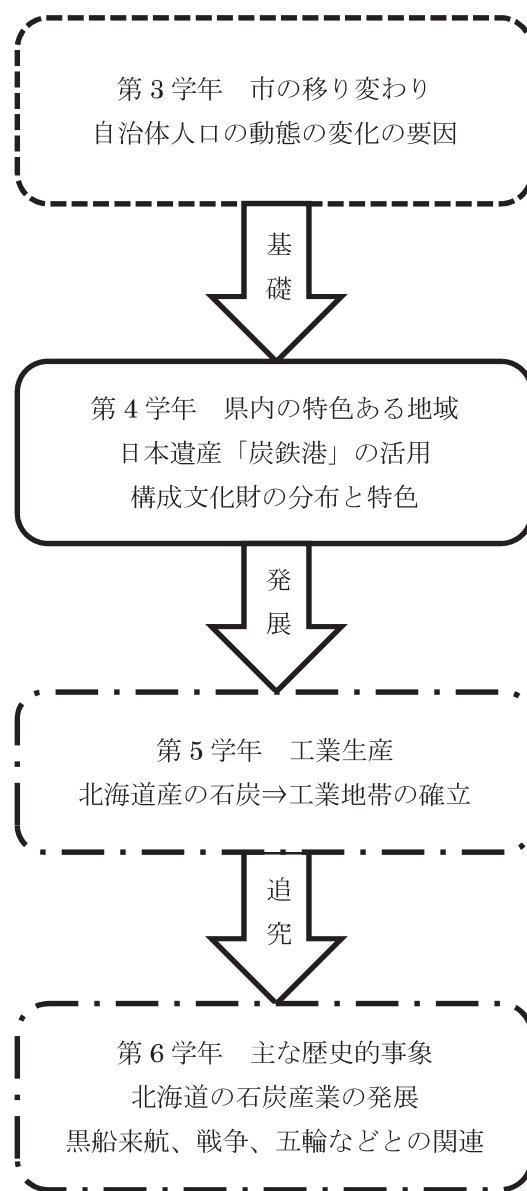 第3学年　市の移り変わり
自治体人口の動態の変化の要因
基
礎
第4学年　県内の特色ある地域
日本遺産「炭鉄港」の活用
構成文化財の分布と特色
発
展
第5学年　工業生産
北海道産の石炭⇒工業地帯の確立
追
究
第6学年　主な歴史的事象
北海道の石炭産業の発展
黒船来航、戦争、五輪などとの関連